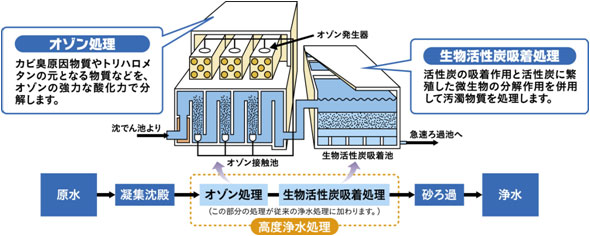 オゾン処理
カビ臭原因物質やトリハロメ
タンの元となる物質などを、
オゾンの強力な酸化力で分
解します。
オゾン発生器
生物活性炭吸着処理
活性炭の吸着作用と活性炭に繁
殖した微生物の分解作用を併用
して汚濁物質を処理します。
沈でん池より
急速ろ過池へ
オゾン接触池
生物活性炭吸着池
原水
凝集沈殿
オゾン処理
生物活性炭吸着処理
砂ろ過
浄水
(この部分の処理が従来の浄水処理に加わります。)
高度浄水処理